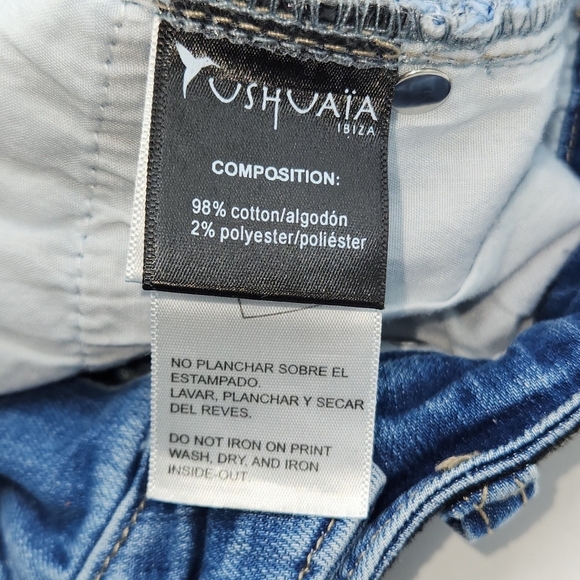 USHUAÏA
IBIZA
COMPOSITION:
98% cotton/algodón
2% polyester/poliéster
NO PLANCHAR SOBRE EL
ESTAMPADO.
LAVAR, PLANCHAR Y SECAR
DEL REVES.
DO NOT IRON ON PRINT
WASH, DRY, AND IRON
INSIDE-OUT